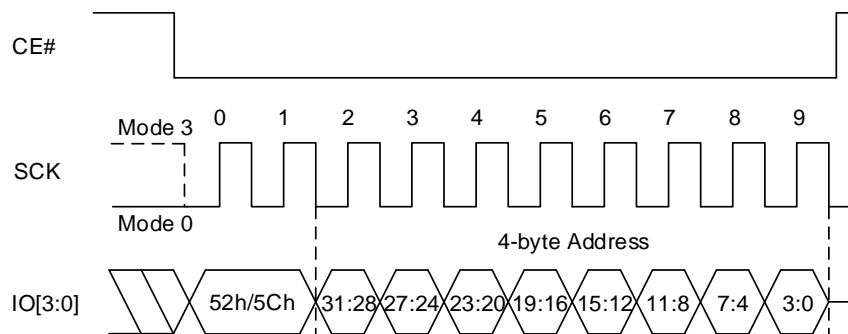 CE#
0 1 2 3 4 5 6 7 8 9
Mode 3
SCK
Mode 0
4-byte Address
IO[3:0] 52h/5Ch 31:28 27:24 23:20 19:16 15:12 11:8 7:4 3:0